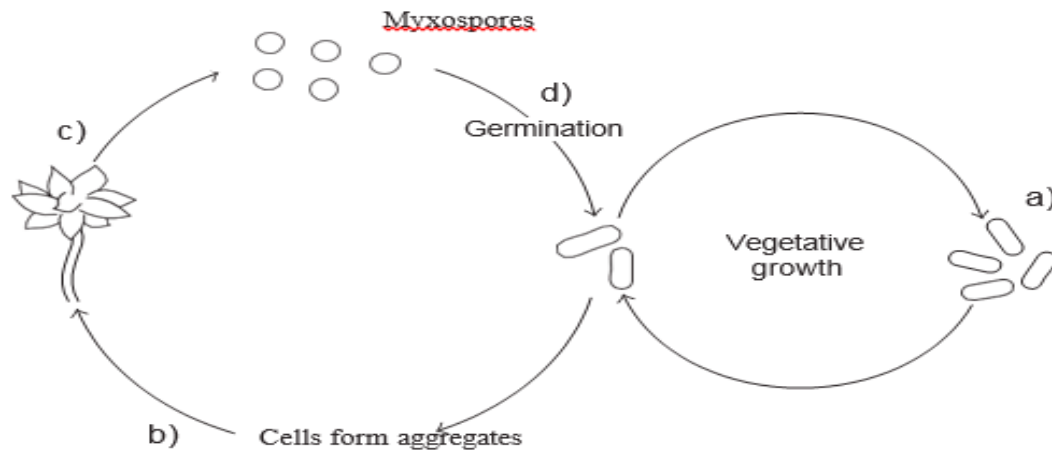 Myxospores
d)
Germination
c)
a)
Vegetative
growth
b)
Cells form aggregates